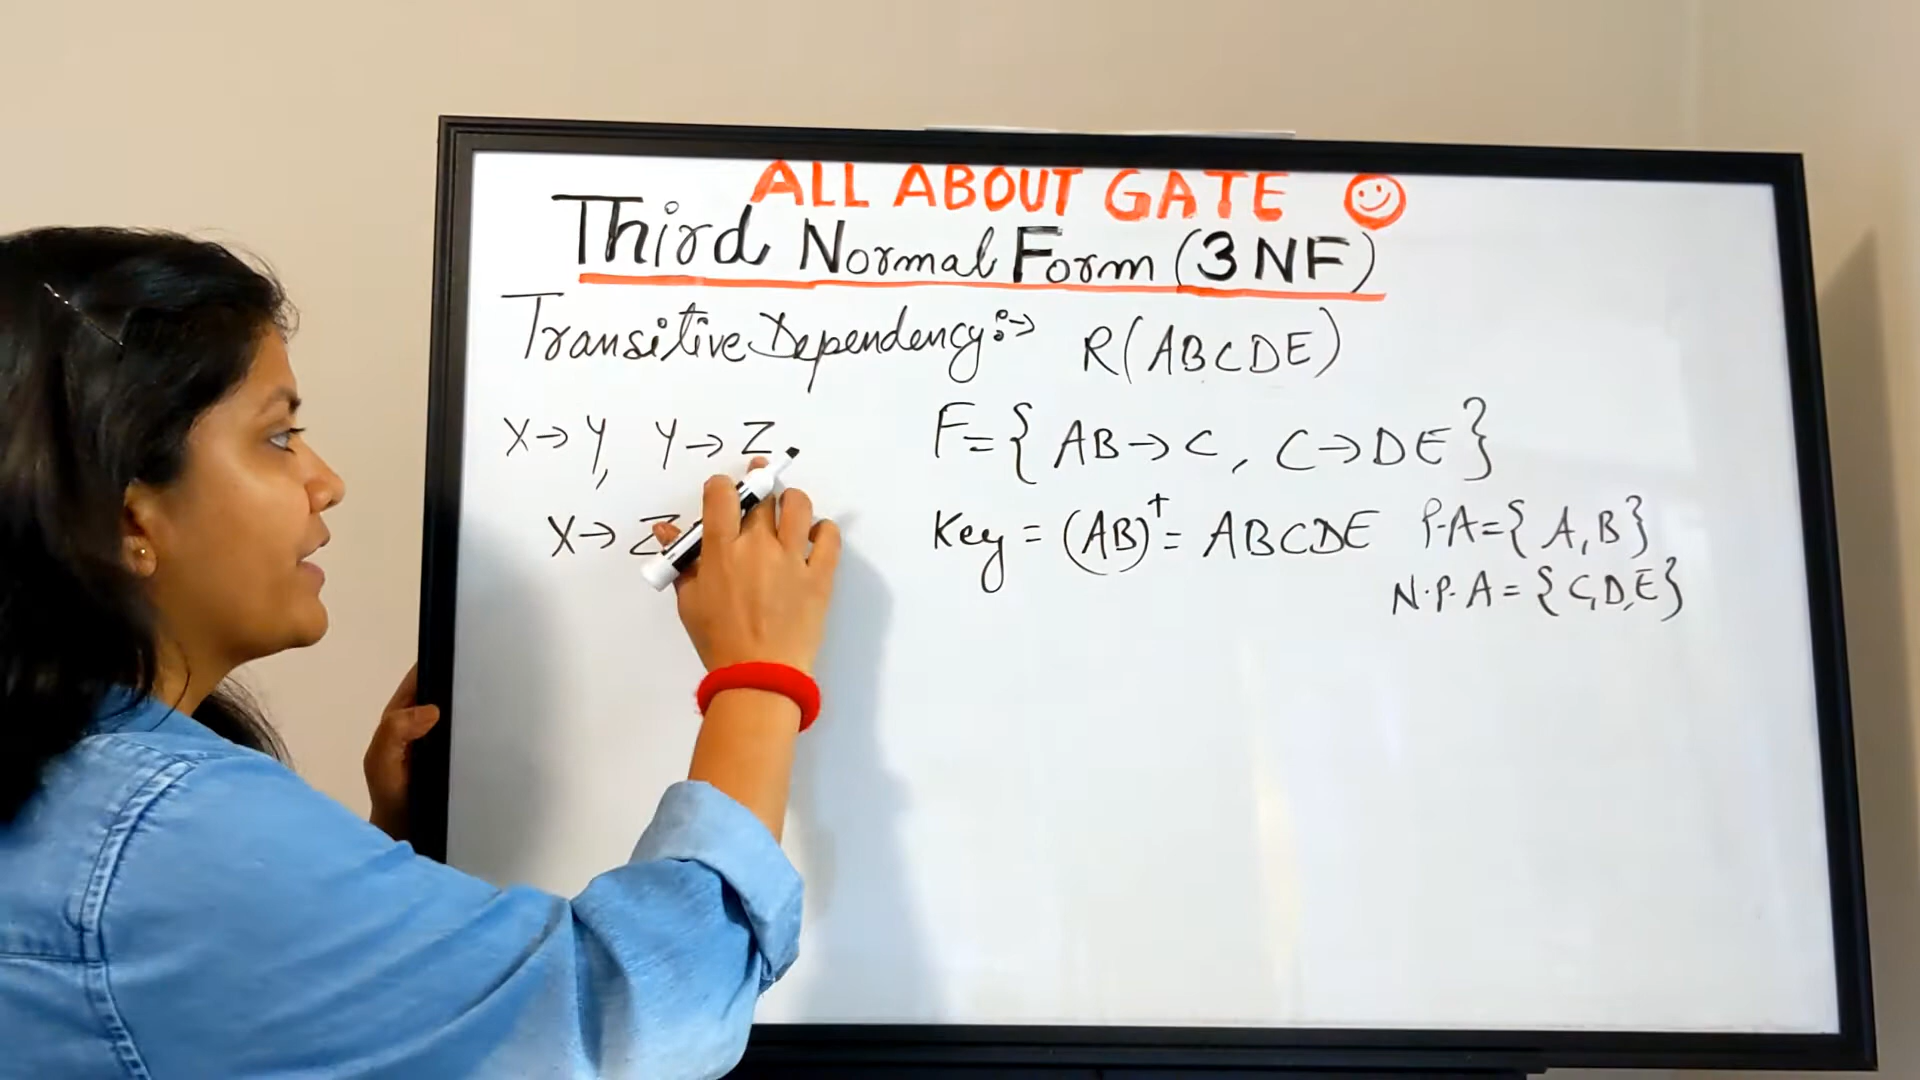 ALL ABOUT GATE
Third Normal Form (3NF)
Transitive Dependency:→ R(ABCDE)
X→Y, Y→Z. F={AB→C, C→DE}
X→Z Key = (AB)⁺ = ABCDE P.A={A,B}
N.P.A={C,D,E}